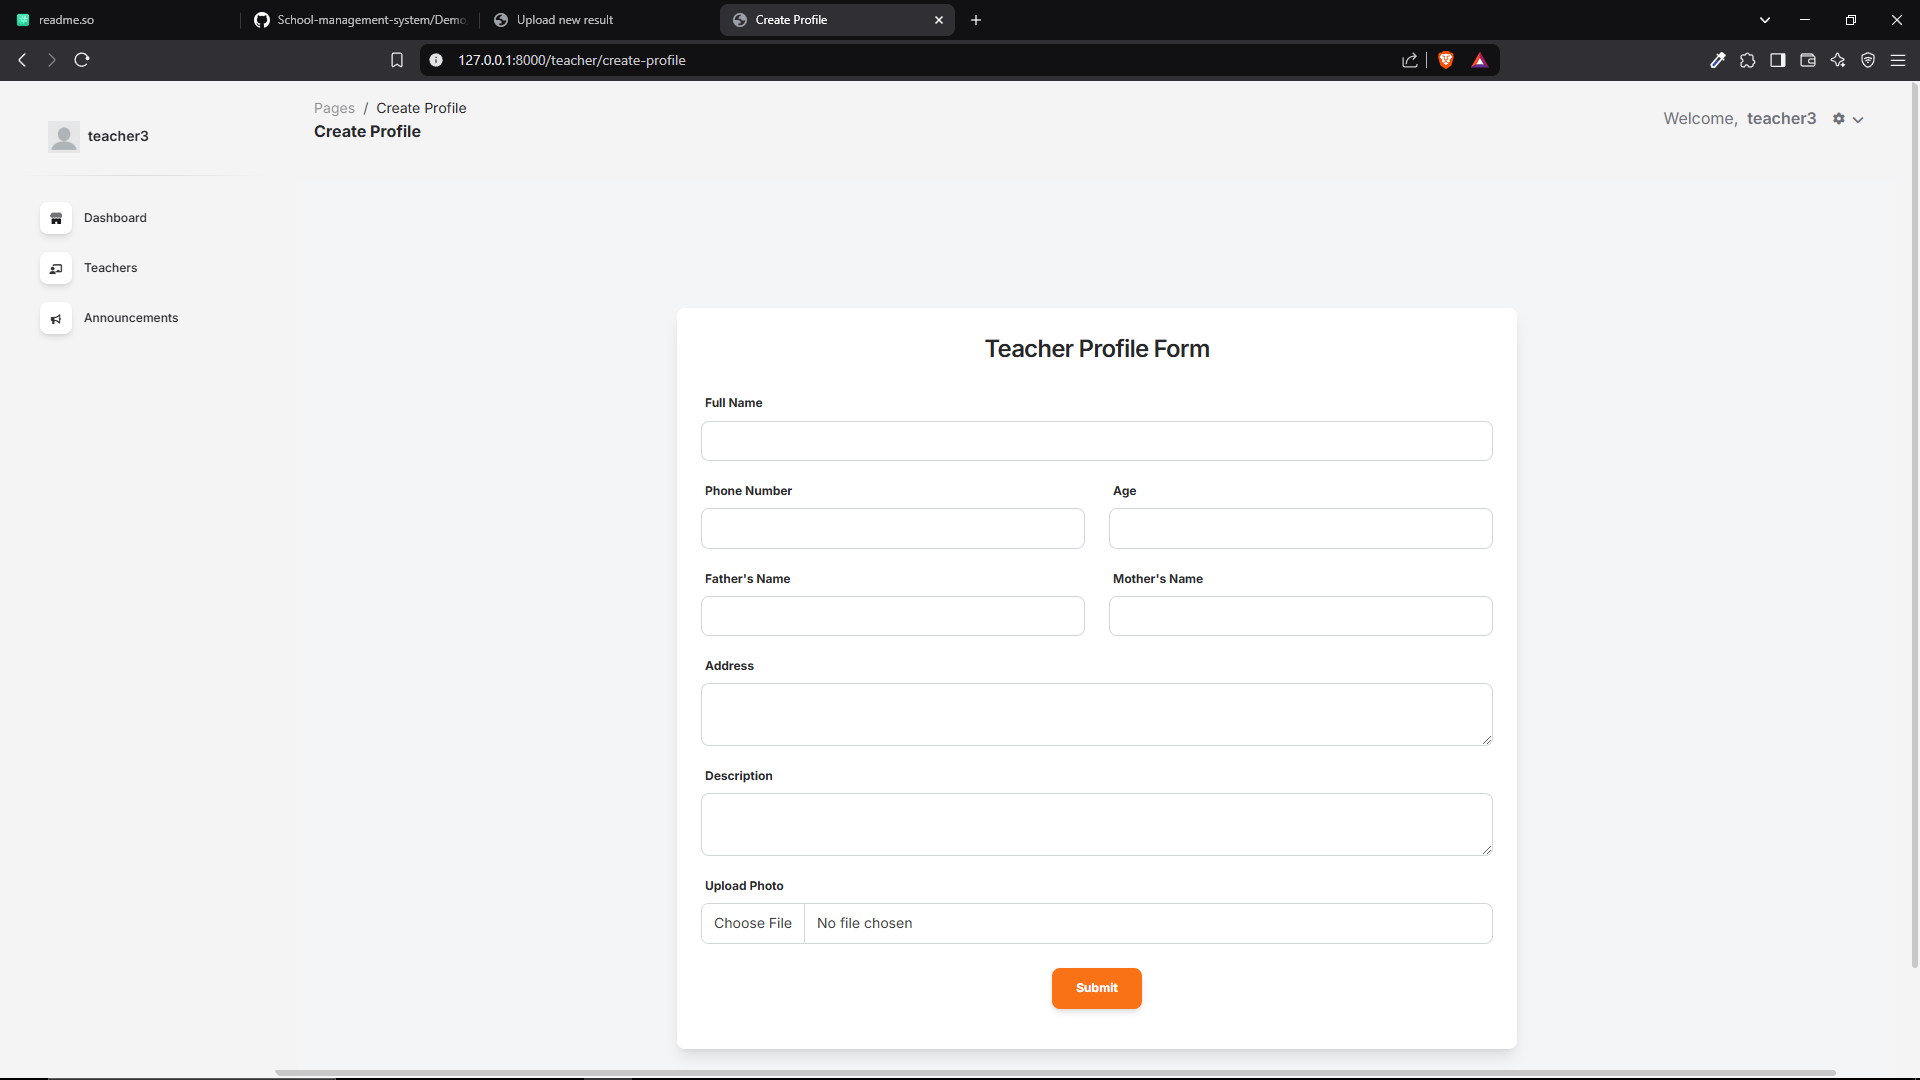 readme.so
School-management-system/Demo
Upload new result
Create Profile
127.0.0.1:8000/teacher/create-profile
teacher3
Pages / Create Profile
Create Profile
Welcome, teacher3
Dashboard
Teachers
Announcements
Teacher Profile Form
Full Name
Phone Number
Age
Father's Name
Mother's Name
Address
Description
Upload Photo
Choose File
No file chosen
Submit